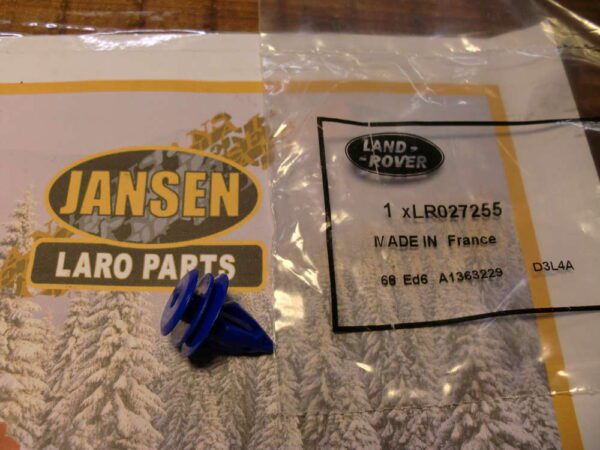 JANSEN
LARO PARTS
LAND-
-ROVER
1 xLR027255
MADE IN France
68 Ed6 A1363229
D3L4A